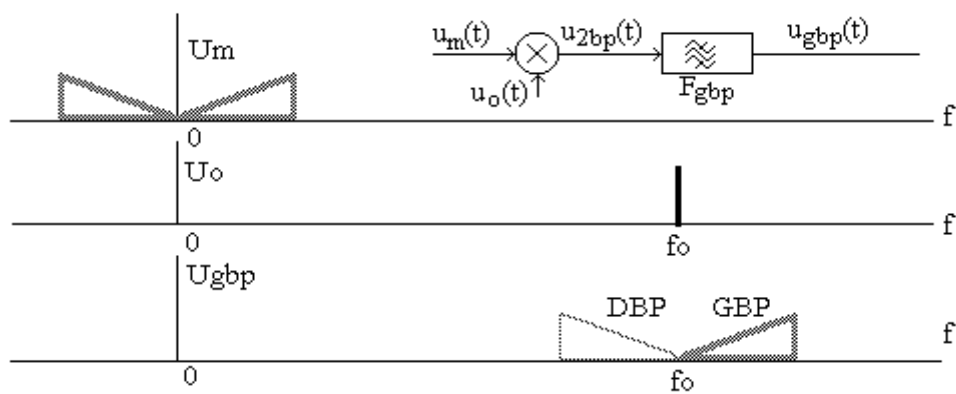 Um
um(t)
u2bp(t)
ugbp(t)
uo(t)
Fgbp
f
0
Uo
f
0
fo
Ugbp
DBP
GBP
f
0
fo